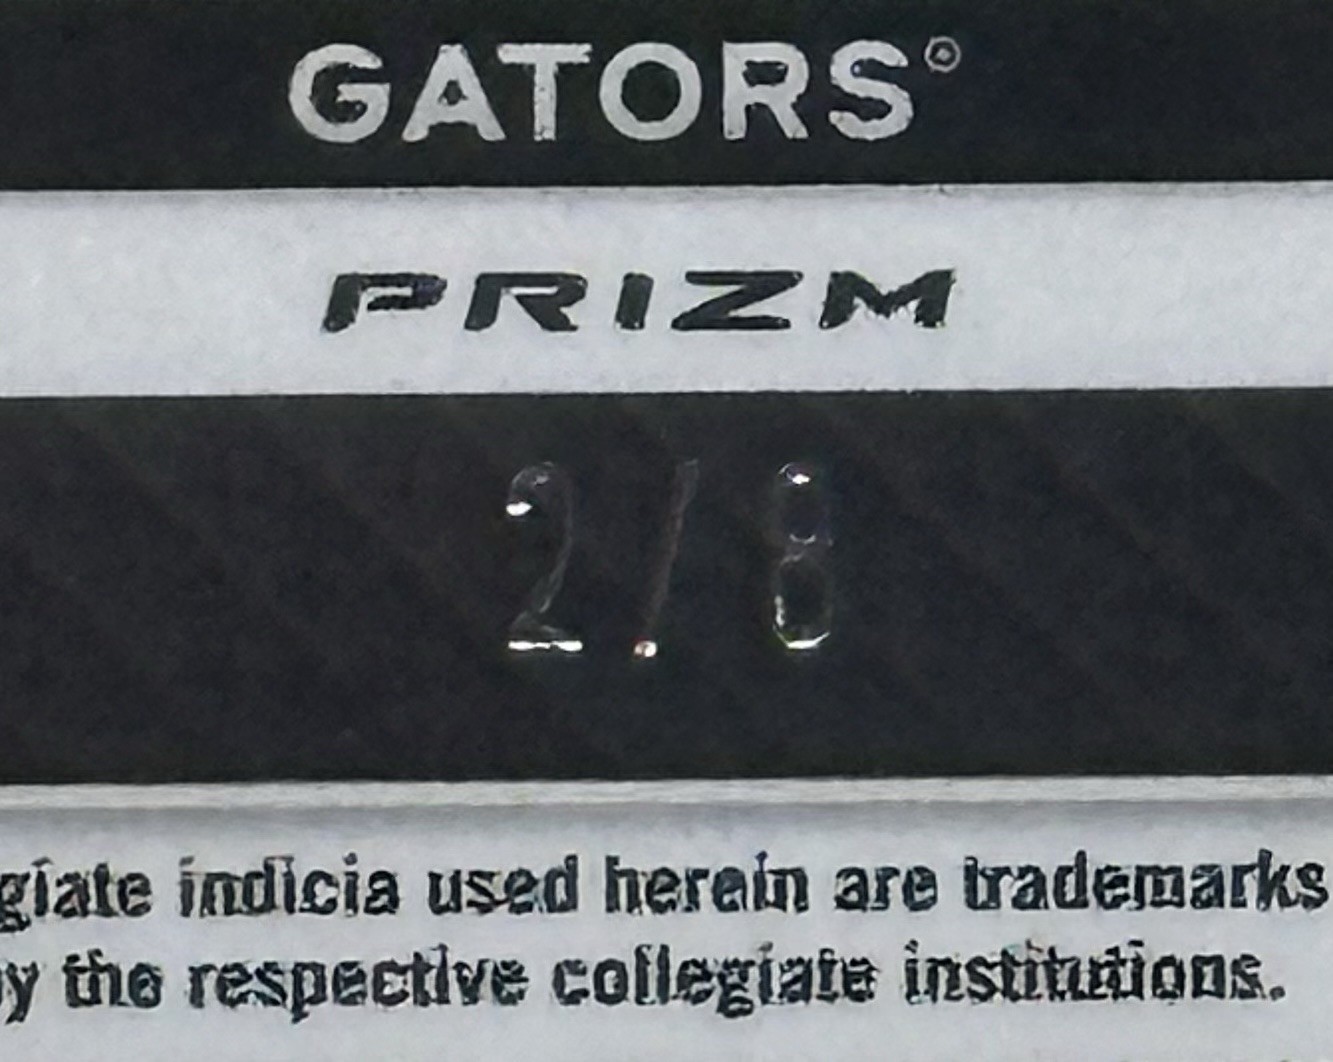 GATORS®
PRIZM
2/8
giate indicia used herein are trademarks
y the respective collegiate institutions.